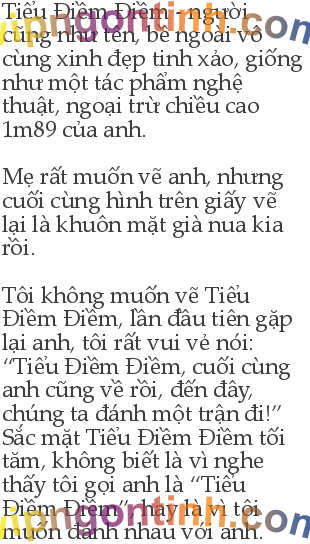 Tiểu Điềm Điềm, người
cũng như tên, bề ngoài vô
cùng xinh đẹp tinh xảo, giống
như một tác phẩm nghệ
thuật, ngoại trừ chiều cao
1m89 của anh.
Mẹ rất muốn vẽ anh, nhưng
cuối cùng hình trên giấy vẽ
lại là khuôn mặt già nua kia
rồi.
Tôi không muốn vẽ Tiểu
Điềm Điềm, lần đầu tiên gặp
lại anh, tôi rất vui vẻ nói:
“Tiểu Điềm Điềm, cuối cùng
anh cũng về rồi, đến đây,
chúng ta đánh một trận đi!”
Sắc mặt Tiểu Điềm Điềm tối
tăm, không biết là vì nghe
thấy tôi gọi anh là “Tiểu
Điềm Điềm”, hay là vì tôi
muốn đánh nhau với anh.
vipngontinh.com
vipngontinh.com